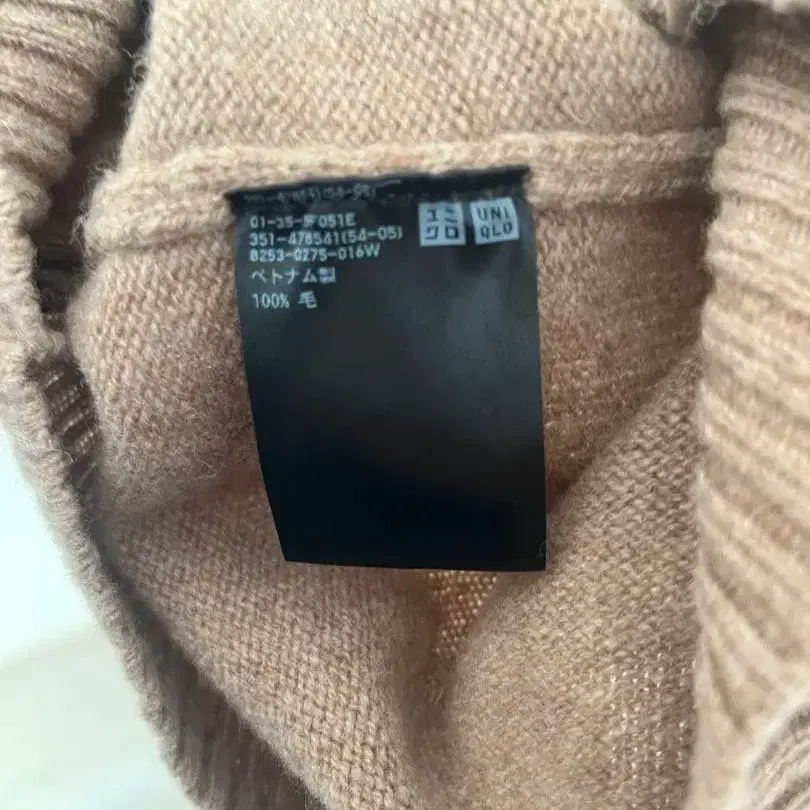 01-35-5F051E
351-478541(54-05)
8253-0275-016W
ベトナム製
100% 毛
ユニ
クロ
UNI
QLO